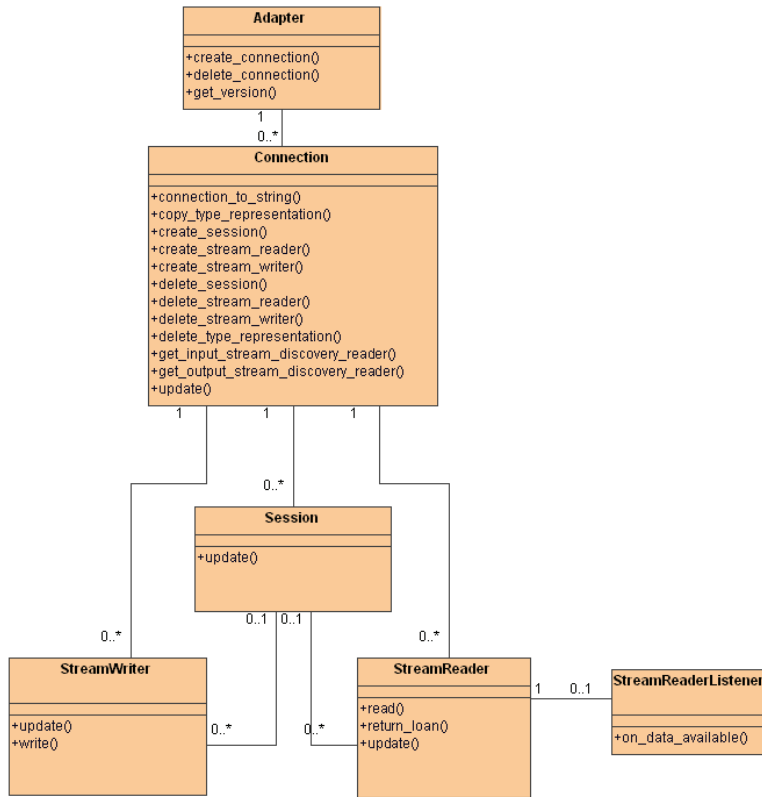 Adapter
+create_connection()
+delete_connection()
+get_version()
1
0..*
Connection
+connection_to_string()
+copy_type_representation()
+create_session()
+create_stream_reader()
+create_stream_writer()
+delete_session()
+delete_stream_reader()
+delete_stream_writer()
+delete_type_representation()
+get_input_stream_discovery_reader()
+get_output_stream_discovery_reader()
+update()
1 1 1
0..*
Session
+update()
0..1 0..1
0..* 0..*
StreamWriter
+update()
+write()
0..*
StreamReader
+read()
+return_loan()
+update()
0..*
1 0..1
StreamReaderListener
+on_data_available()